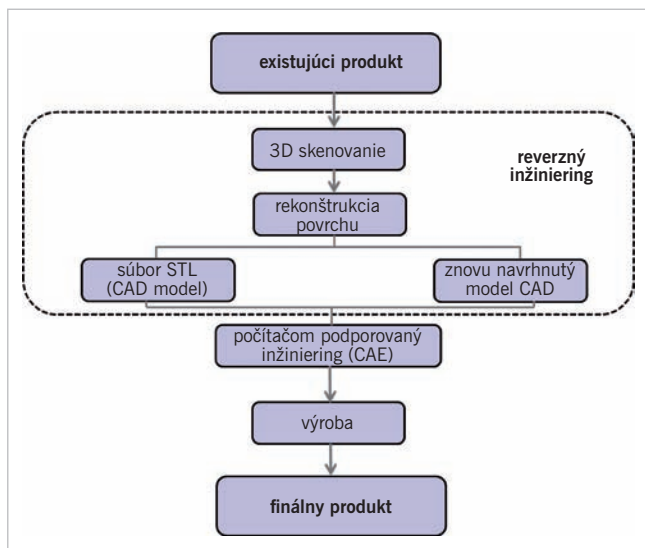 existujúci produkt
3D skenovanie
reverzný
inžiniering
rekonštrukcia
povrchu
súbor STL
(CAD model)
znovu navrhnutý
model CAD
počítačom podporovaný
inžiniering (CAE)
výroba
finálny produkt